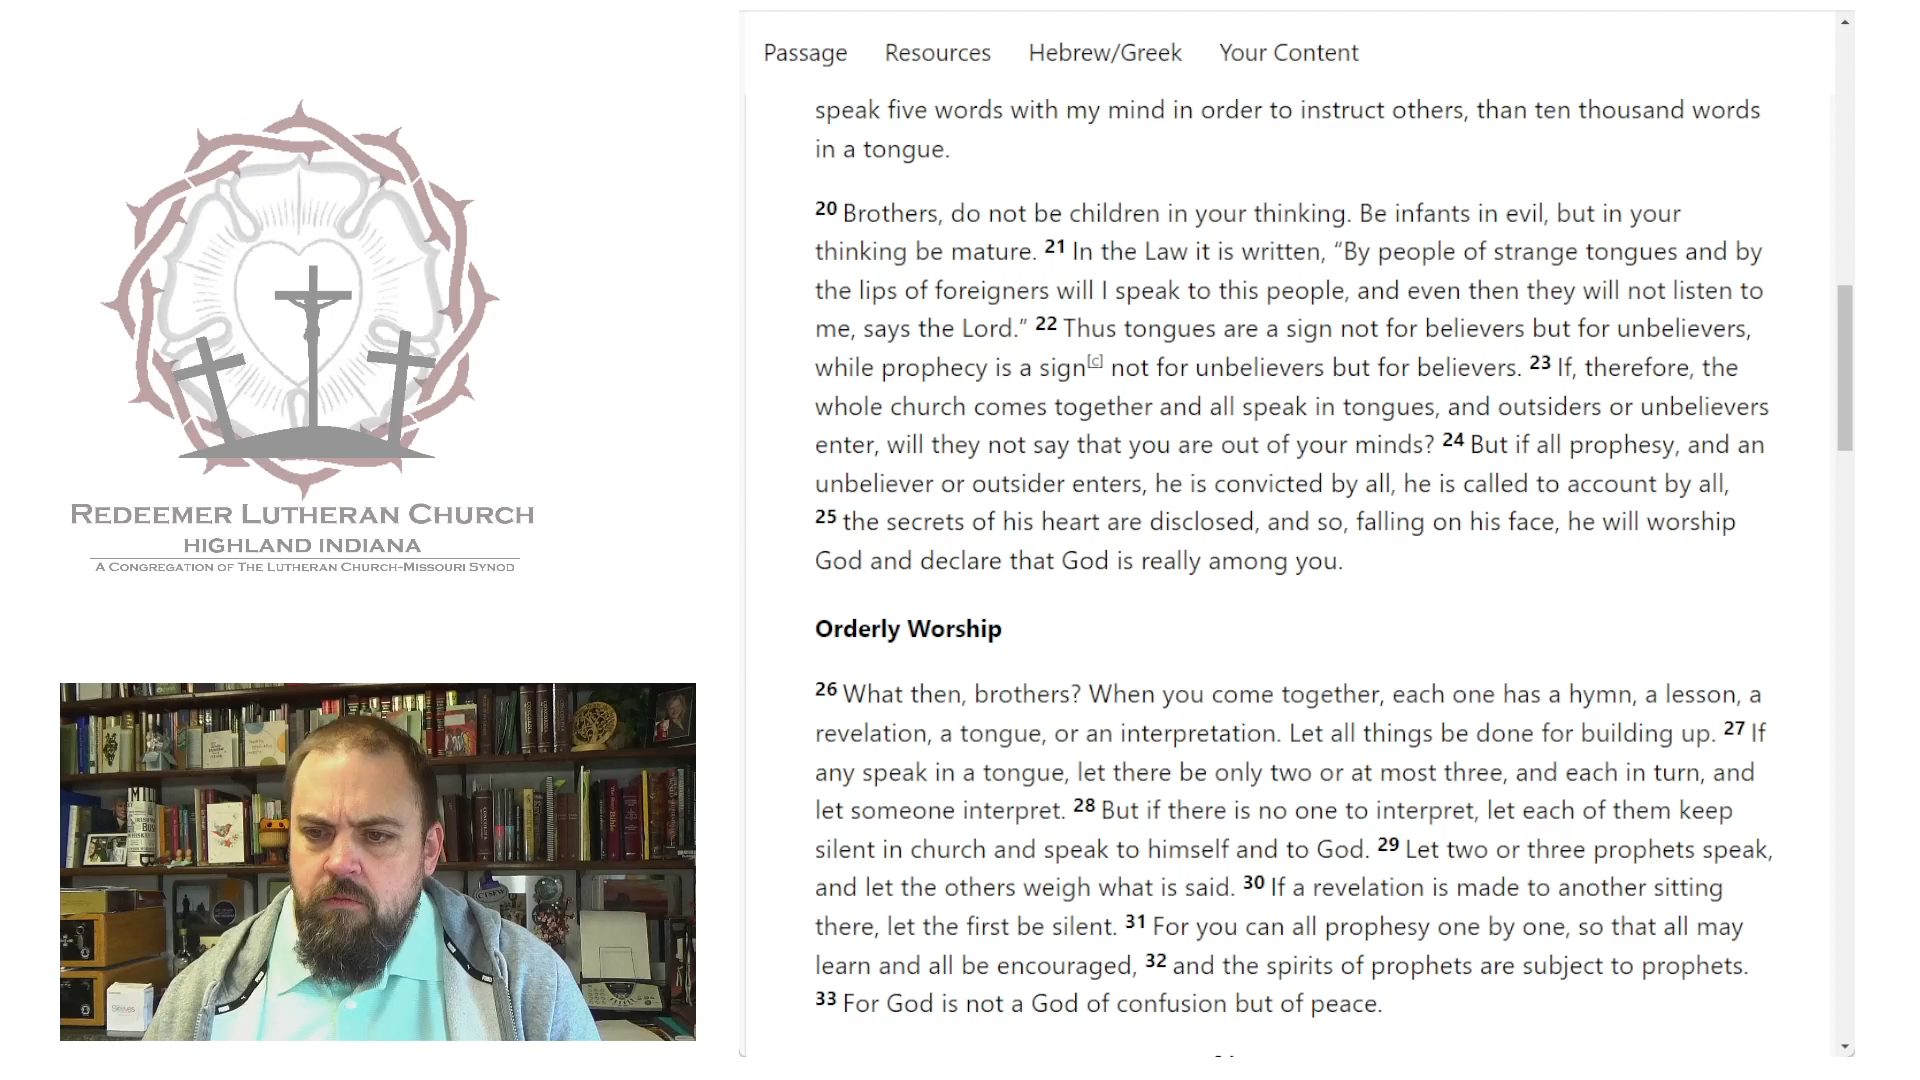 Passage Resources Hebrew/Greek Your Content
speak five words with my mind in order to instruct others, than ten thousand words
in a tongue.
20 Brothers, do not be children in your thinking. Be infants in evil, but in your
thinking be mature. 21 In the Law it is written, “By people of strange tongues and by
the lips of foreigners will I speak to this people, and even then they will not listen to
me, says the Lord.” 22 Thus tongues are a sign not for believers but for unbelievers,
while prophecy is a sign[c] not for unbelievers but for believers. 23 If, therefore, the
whole church comes together and all speak in tongues, and outsiders or unbelievers
enter, will they not say that you are out of your minds? 24 But if all prophesy, and an
unbeliever or outsider enters, he is convicted by all, he is called to account by all,
25 the secrets of his heart are disclosed, and so, falling on his face, he will worship
God and declare that God is really among you.
Orderly Worship
26 What then, brothers? When you come together, each one has a hymn, a lesson, a
revelation, a tongue, or an interpretation. Let all things be done for building up. 27 If
any speak in a tongue, let there be only two or at most three, and each in turn, and
let someone interpret. 28 But if there is no one to interpret, let each of them keep
silent in church and speak to himself and to God. 29 Let two or three prophets speak,
and let the others weigh what is said. 30 If a revelation is made to another sitting
there, let the first be silent. 31 For you can all prophesy one by one, so that all may
learn and all be encouraged, 32 and the spirits of prophets are subject to prophets.
33 For God is not a God of confusion but of peace.
REDEEMER LUTHERAN CHURCH
HIGHLAND INDIANA
A CONGREGATION OF THE LUTHERAN CHURCH-MISSOURI SYNOD